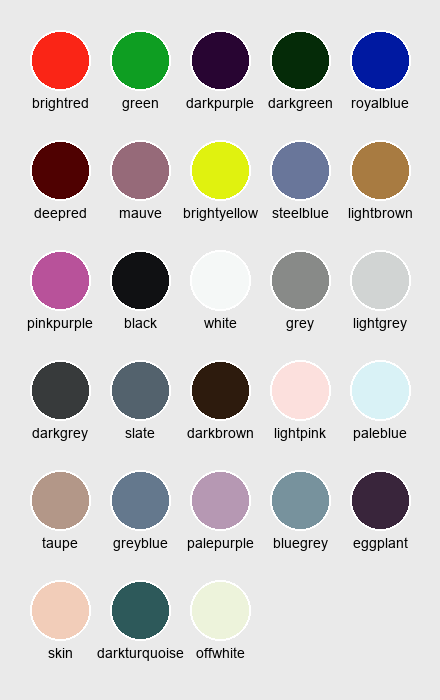 brightred green darkpurple darkgreen royalblue
deepred mauve brightyellow steelblue lightbrown
pinkpurple black white grey lightgrey
darkgrey slate darkbrown lightpink paleblue
taupe greyblue palepurple bluegrey eggplant
skin darkturquoise offwhite